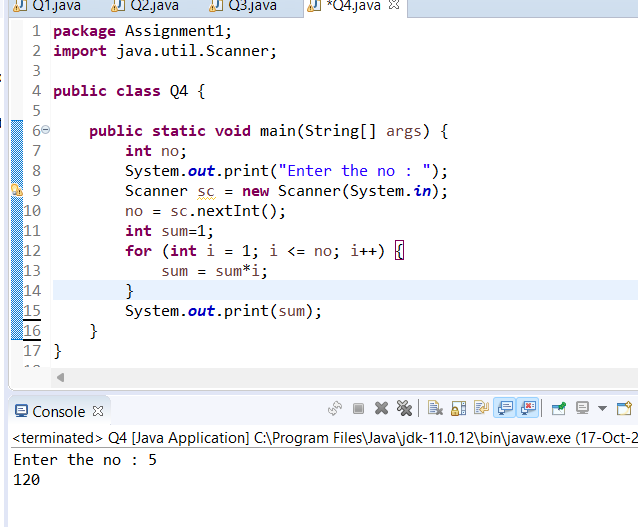 Q1.java Q2.java Q3.java *Q4.java
1 package Assignment1;
2 import java.util.Scanner;
3
4 public class Q4 {
5
6 public static void main(String[] args) {
7 int no;
8 System.out.print("Enter the no : ");
9 Scanner sc = new Scanner(System.in);
10 no = sc.nextInt();
11 int sum=1;
12 for (int i = 1; i <= no; i++) {
13 sum = sum*i;
14 }
15 System.out.print(sum);
16 }
17 }
Console
<terminated> Q4 [Java Application] C:\Program Files\Java\jdk-11.0.12\bin\javaw.exe (17-Oct-2
Enter the no : 5
120